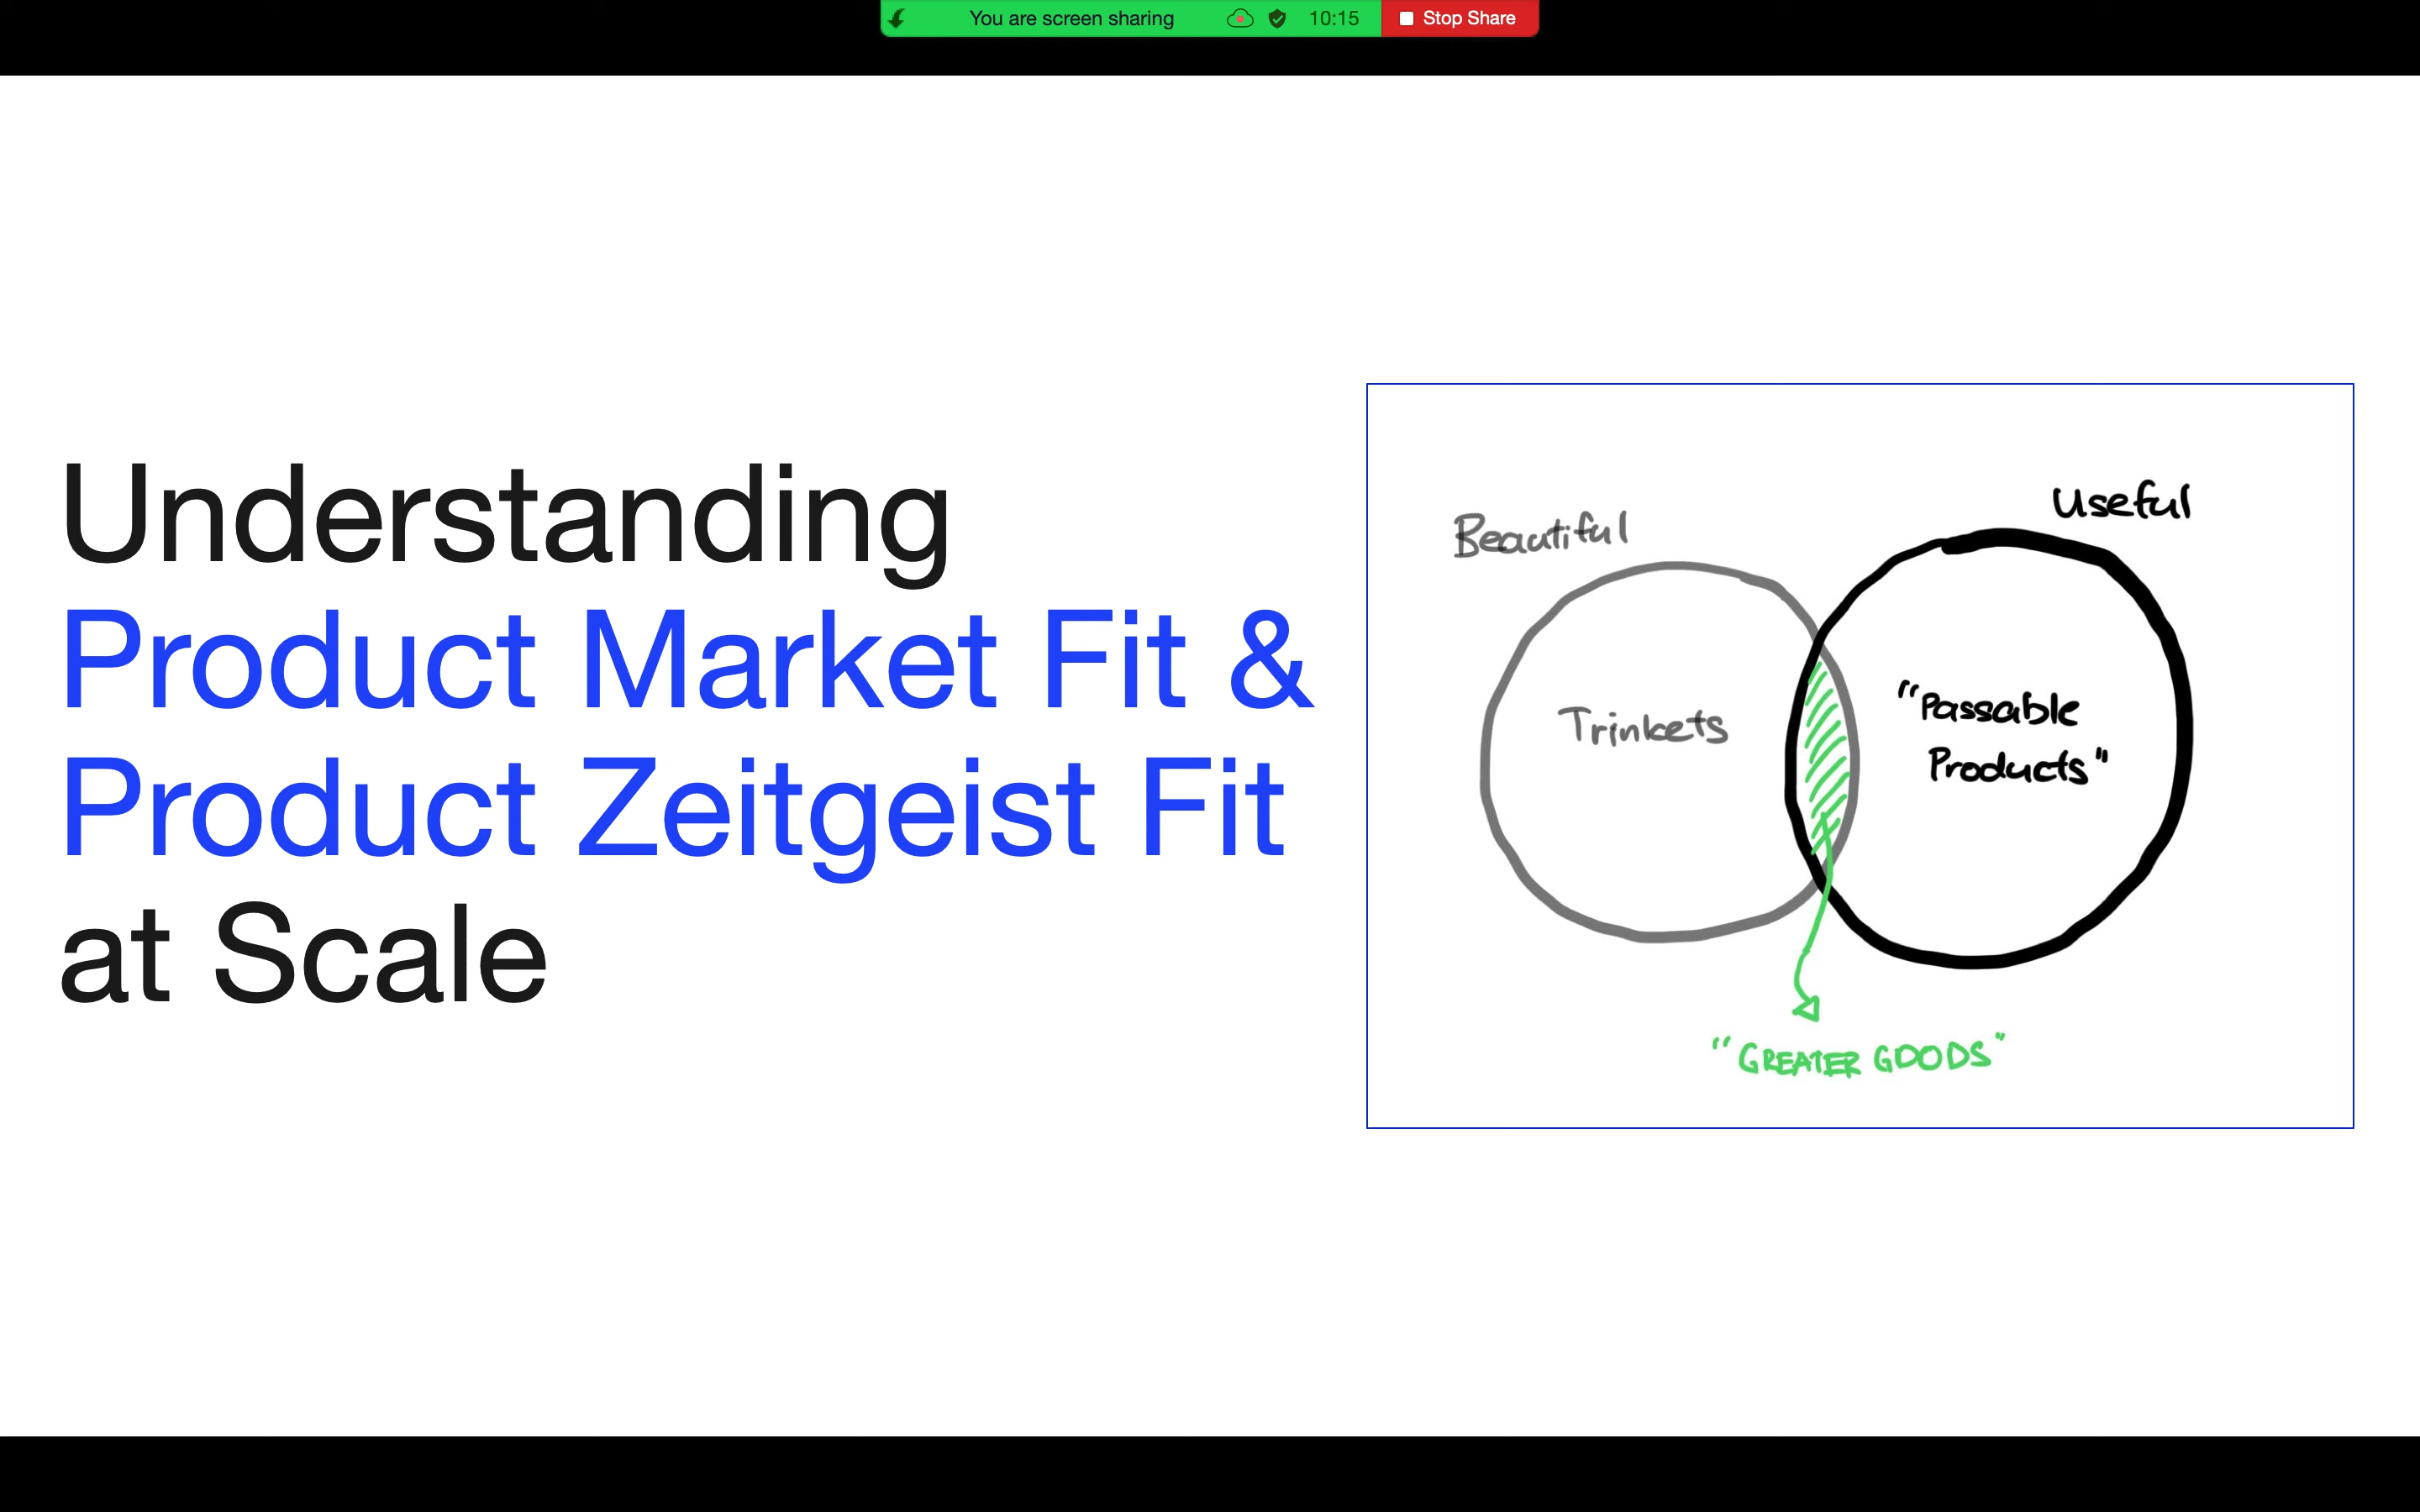 You are screen sharing 10:15 Stop Share
Understanding
Product Market Fit &
Product Zeitgeist Fit
at Scale
Beautiful
Useful
Trinkets
"Passable
Products"
"GREATER GOODS"